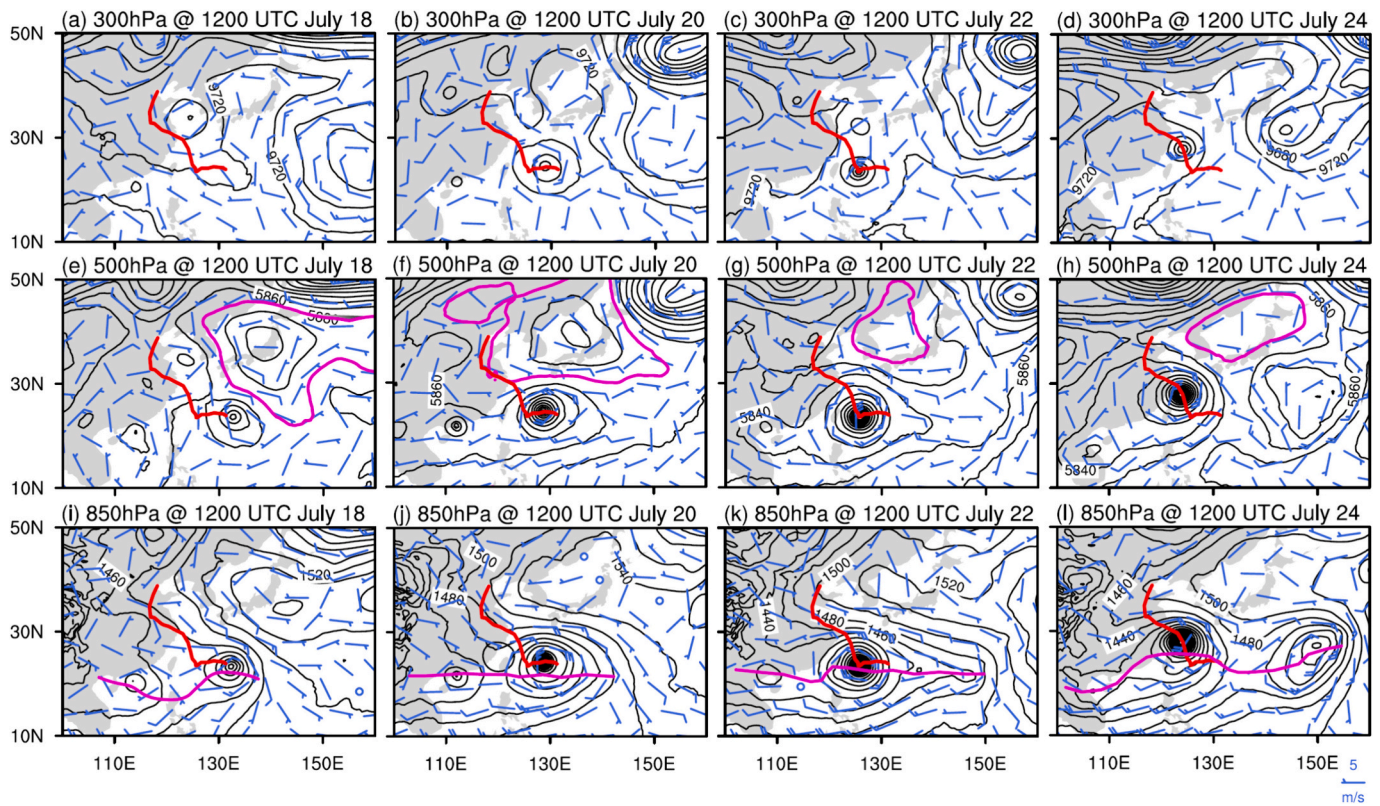 (a) 300hPa @ 1200 UTC July 18
(b) 300hPa @ 1200 UTC July 20
(c) 300hPa @ 1200 UTC July 22
(d) 300hPa @ 1200 UTC July 24
50N
30N
10N
9720
9720
9720
9720
9720
9720
9720
(e) 500hPa @ 1200 UTC July 18
(f) 500hPa @ 1200 UTC July 20
(g) 500hPa @ 1200 UTC July 22
(h) 500hPa @ 1200 UTC July 24
50N
30N
10N
5860
5860
5840
5860
5860
5860
5840
(i) 850hPa @ 1200 UTC July 18
(j) 850hPa @ 1200 UTC July 20
(k) 850hPa @ 1200 UTC July 22
(l) 850hPa @ 1200 UTC July 24
50N
30N
10N
1460
1520
1500
1480
1540
1500
1520
1440
1480
1460
1460
1500
1440
1480
110E 130E 150E
110E 130E 150E
110E 130E 150E
110E 130E 150E
5
m/s